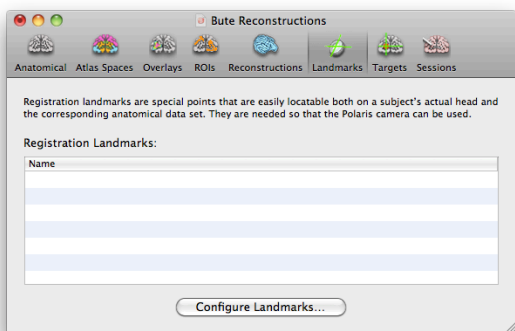 Bute Reconstructions
Anatomical Atlas Spaces Overlays ROIs Reconstructions Landmarks Targets Sessions
Registration landmarks are special points that are easily locatable both on a subject's actual head and
the corresponding anatomical data set. They are needed so that the Polaris camera can be used.
Registration Landmarks:
Name
Configure Landmarks...